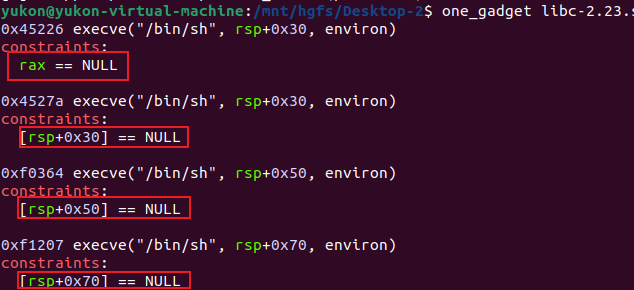 yukon@yukon-virtual-machine:/mnt/hgfs/Desktop-2$ one_gadget libc-2.23.s
0x45226 execve("/bin/sh", rsp+0x30, environ)
constraints:
rax == NULL
0x4527a execve("/bin/sh", rsp+0x30, environ)
constraints:
[rsp+0x30] == NULL
0xf0364 execve("/bin/sh", rsp+0x50, environ)
constraints:
[rsp+0x50] == NULL
0xf1207 execve("/bin/sh", rsp+0x70, environ)
constraints:
[rsp+0x70] == NULL